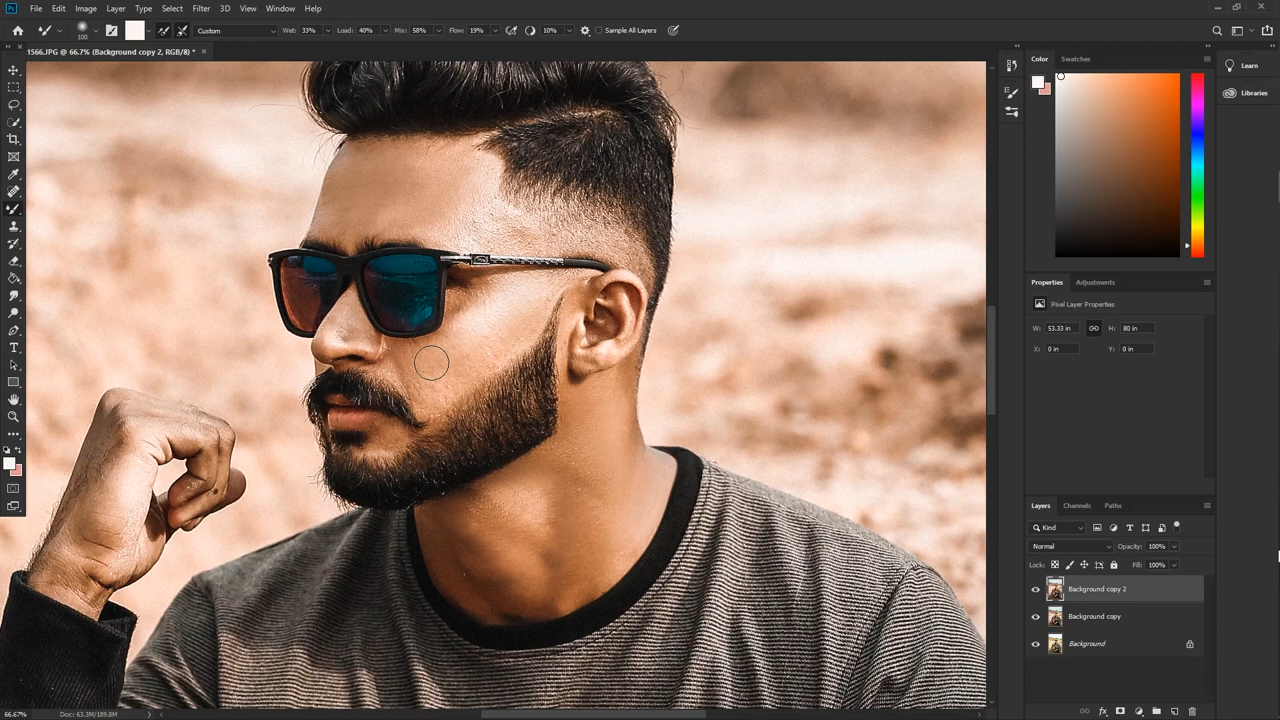 Ps File Edit Image Layer Type Select Filter 3D View Window Help
100 Custom Wet: 33% Load: 40% Mix: 58% Flow: 19% 10% Sample All Layers
1566.JPG @ 66.7% (Background copy 2, RGB/8) * ×
Color Swatches
Learn
Libraries
Properties Adjustments
Pixel Layer Properties
W: 53.33 in H: 80 in
X: 0 in Y: 0 in
Layers Channels Paths
Kind
Normal Opacity: 100%
Lock: Fill: 100%
Background copy 2
Background copy
Background
66.67% Doc: 63.3M/189.8M